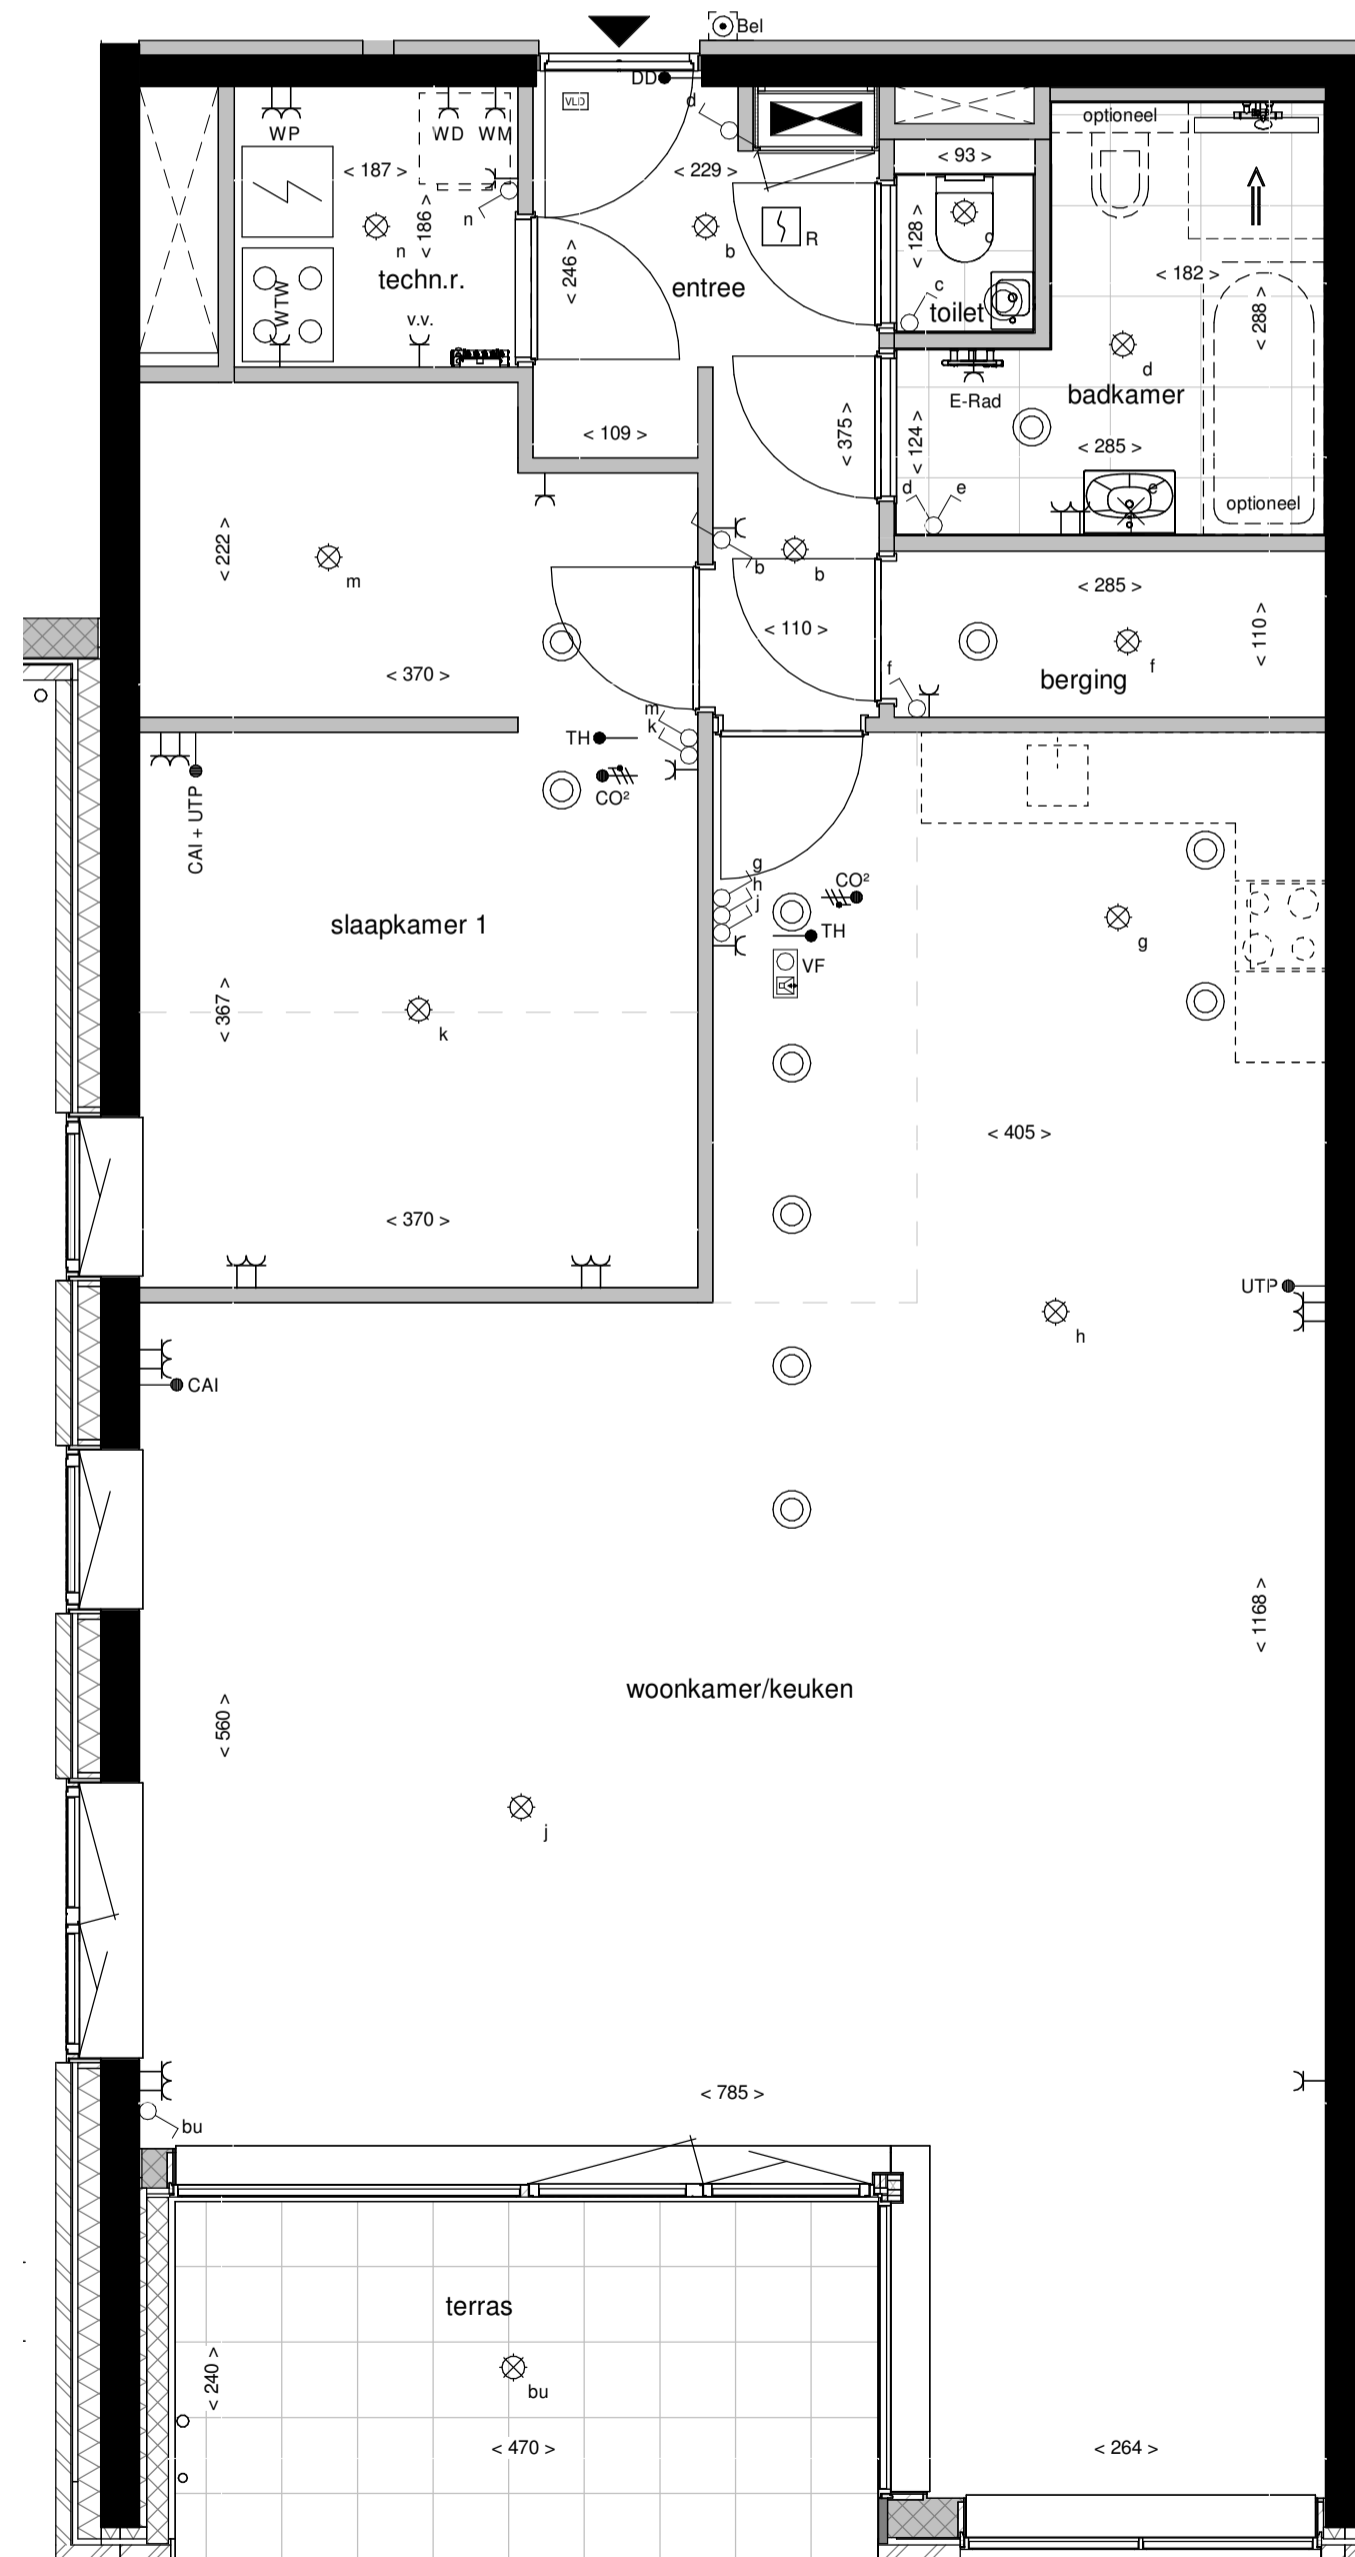 Bel
DD
VLD
d
optioneel
WP
WD
WM
< 93 >
< 187 >
< 229 >
< 186 >
n
n
b
R
< 128 >
c
< 182 >
< 246 >
techn.r.
entree
c
toilet
< 288 >
WTW
v.v.
d
E-Rad
badkamer
< 109 >
< 375 >
< 124 >
< 285 >
d
e
e
optioneel
< 222 >
m
b
b
< 285 >
< 110 >
< 110 >
< 370 >
f
f
berging
m
k
TH
CO²
CAI + UTP
g
h
j
CO²
TH
VF
g
slaapkamer 1
< 367 >
k
< 405 >
< 370 >
UTP
h
CAI
< 1168 >
woonkamer/keuken
< 560 >
j
< 785 >
bu
terras
< 240 >
bu
< 470 >
< 264 >